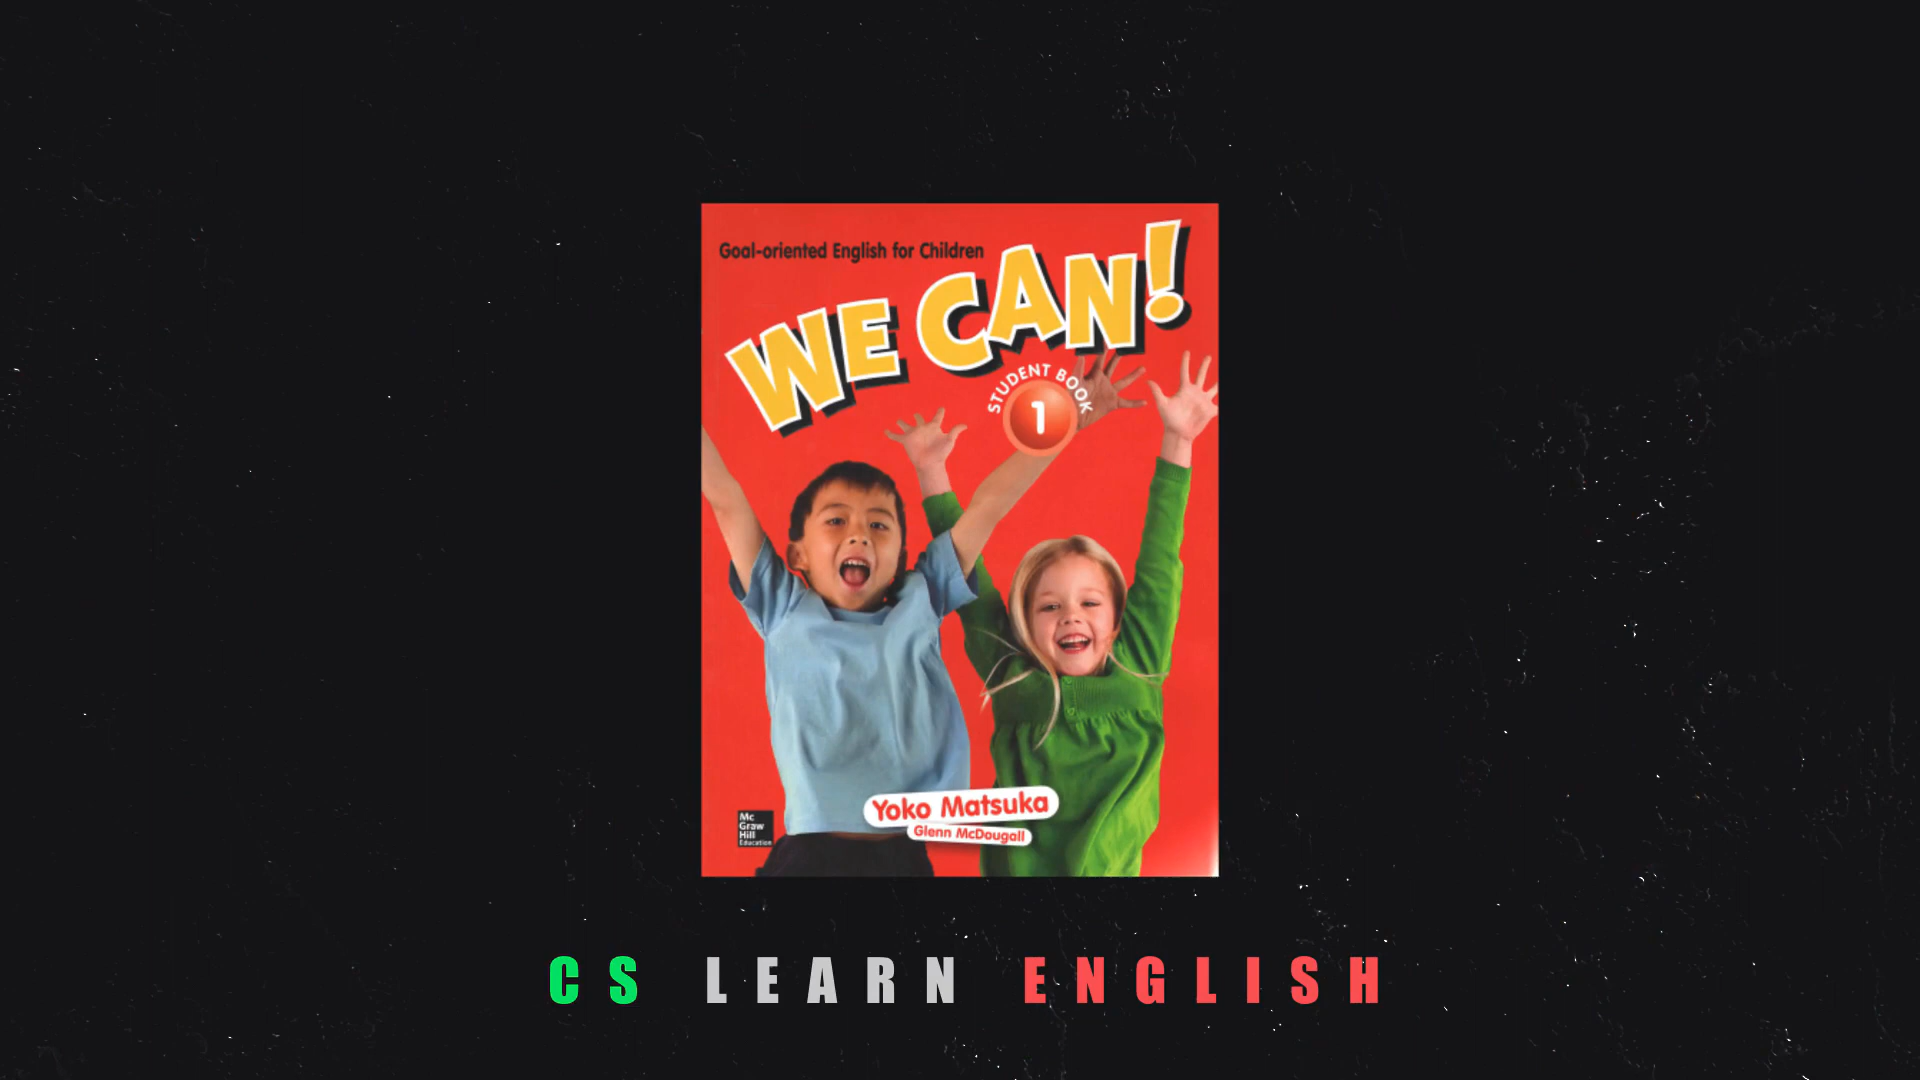 Goal-oriented English for Children
WE CAN!
STUDENT BOOK
1
Yoko Matsuka
Glenn McDougall
Mc
Graw
Hill
Education
CS LEARN ENGLISH